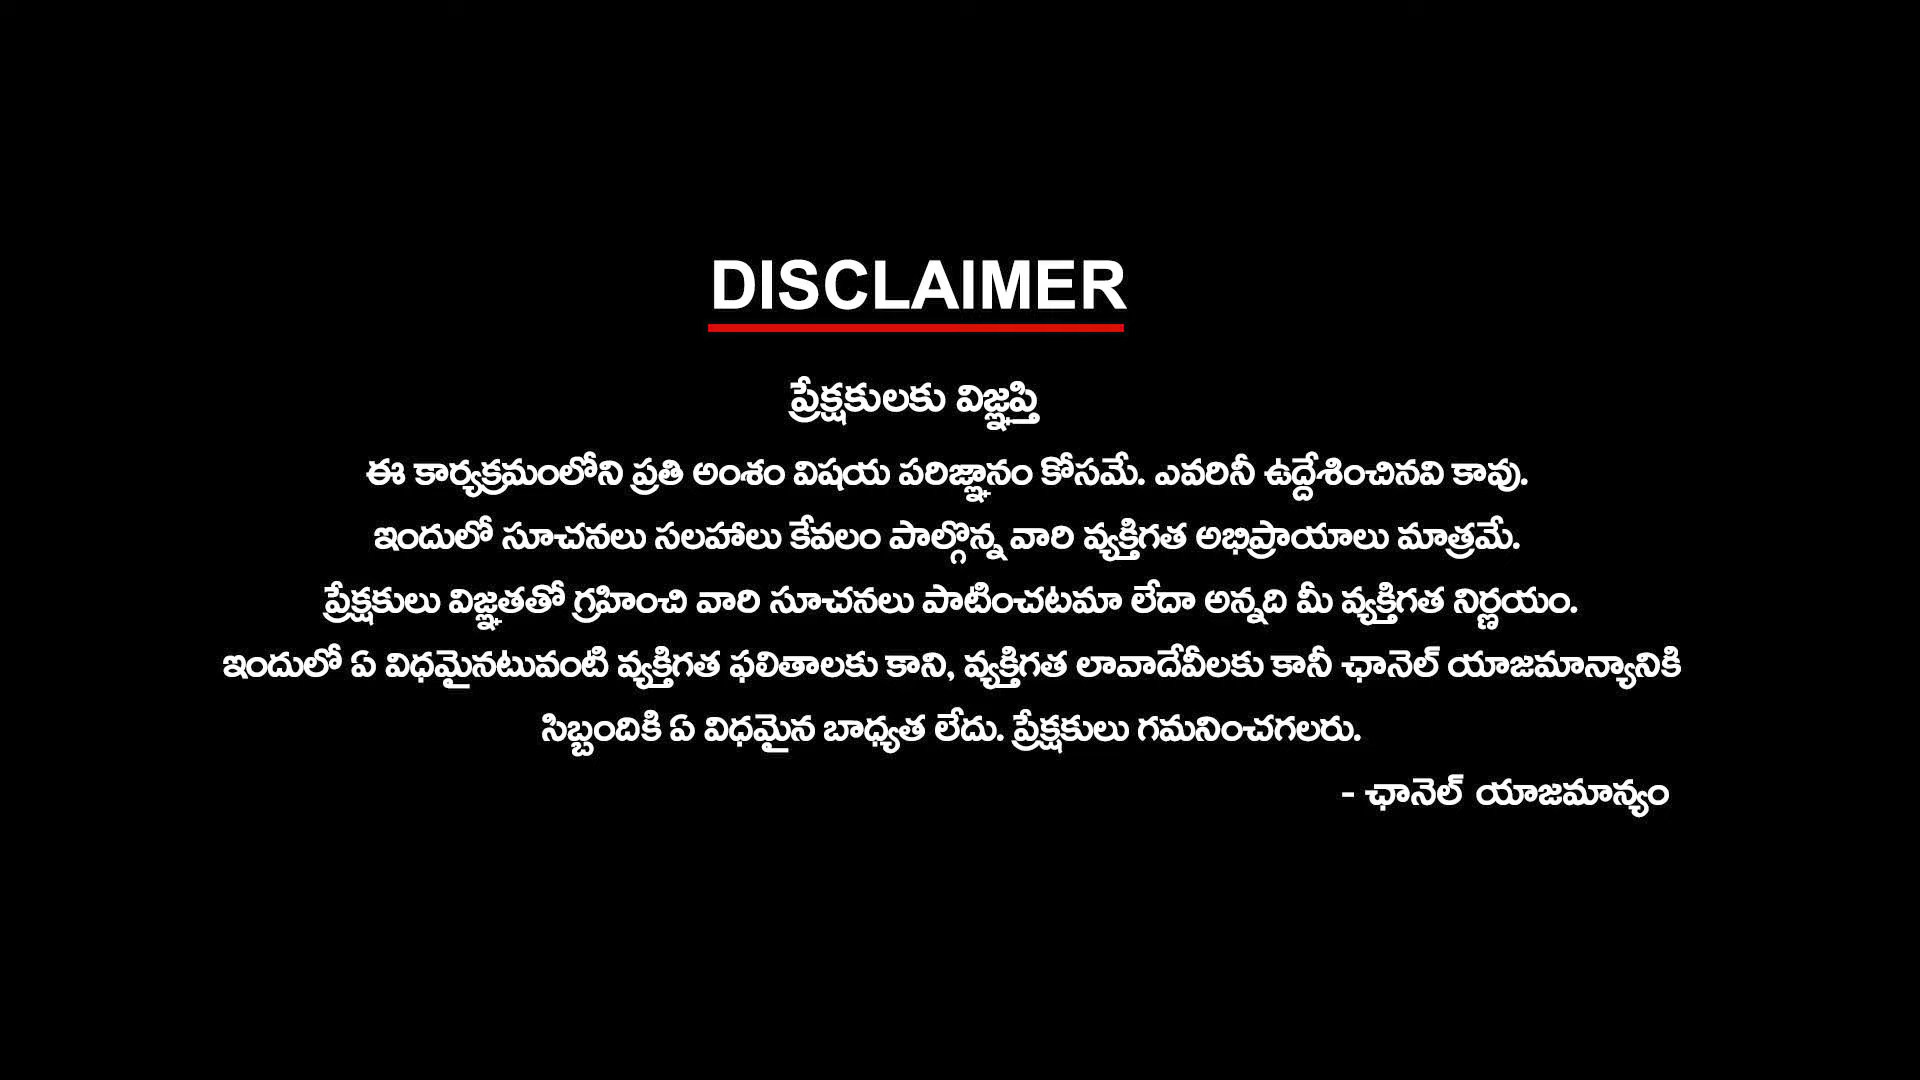 DISCLAIMER
ప్రేక్షకులకు విజ్ఞప్తి
ఈ కార్యక్రమంలోని ప్రతి అంశం విషయ పరిజ్ఞానం కోసమే. ఎవరినీ ఉద్దేశించినవి కావు.
ఇందులో సూచనలు సలహాలు కేవలం పాల్గొన్న వారి వ్యక్తిగత అభిప్రాయాలు మాత్రమే.
ప్రేక్షకులు విజ్ఞతతో గ్రహించి వారి సూచనలు పాటించటమా లేదా అన్నది మీ వ్యక్తిగత నిర్ణయం.
ఇందులో ఏ విధమైనటువంటి వ్యక్తిగత ఫలితాలకు కాని, వ్యక్తిగత లావాదేవీలకు కానీ ఛానెల్ యాజమాన్యానికి
సిబ్బందికి ఏ విధమైన బాధ్యత లేదు. ప్రేక్షకులు గమనించగలరు.
- ఛానెల్ యాజమాన్యం